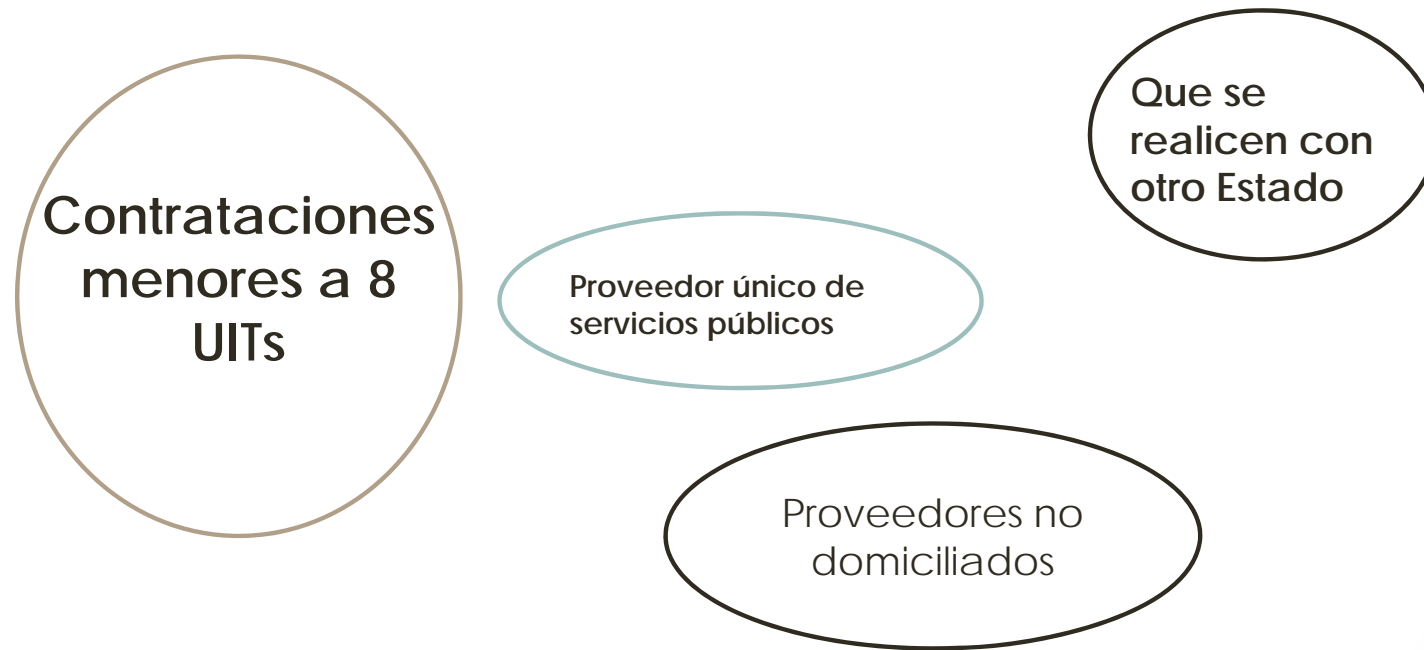 Contrataciones
menores a 8
UITs
Proveedor único de
servicios públicos
Que se
realicen con
otro Estado
Proveedores no
domiciliados